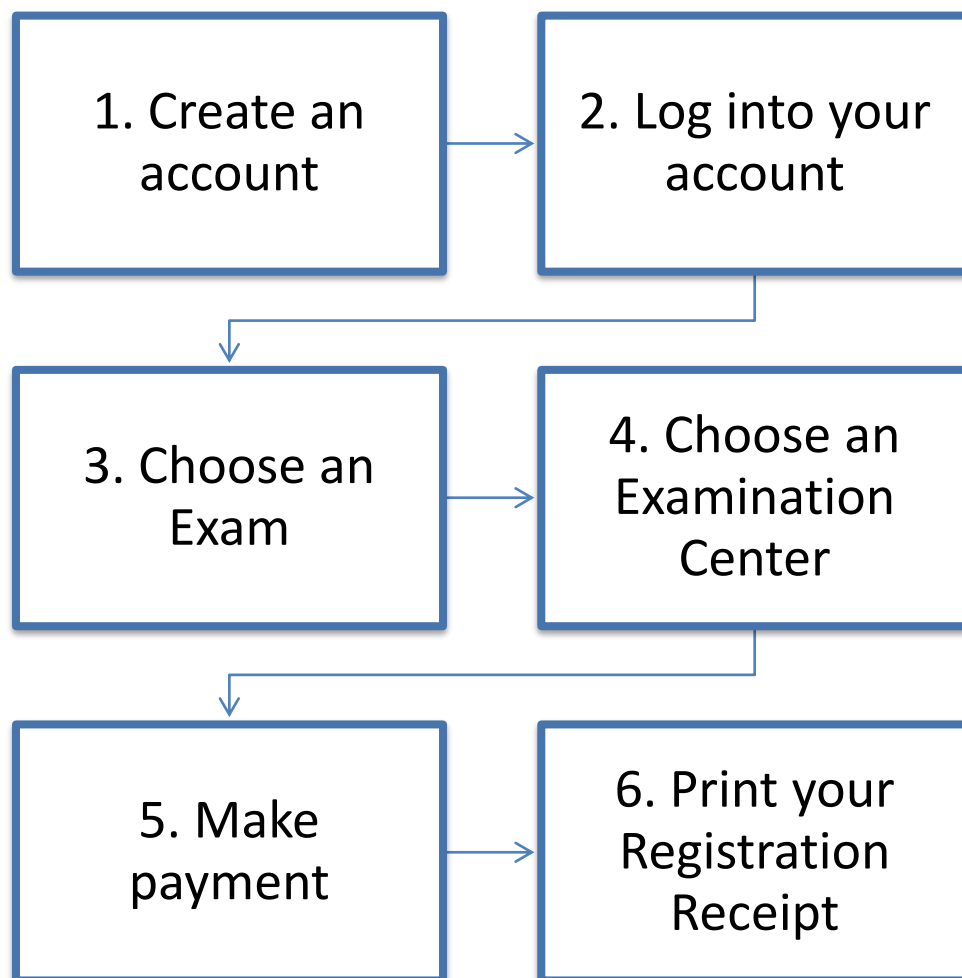 1. Create an
account
2. Log into your
account
3. Choose an
Exam
4. Choose an
Examination
Center
5. Make
payment
6. Print your
Registration
Receipt